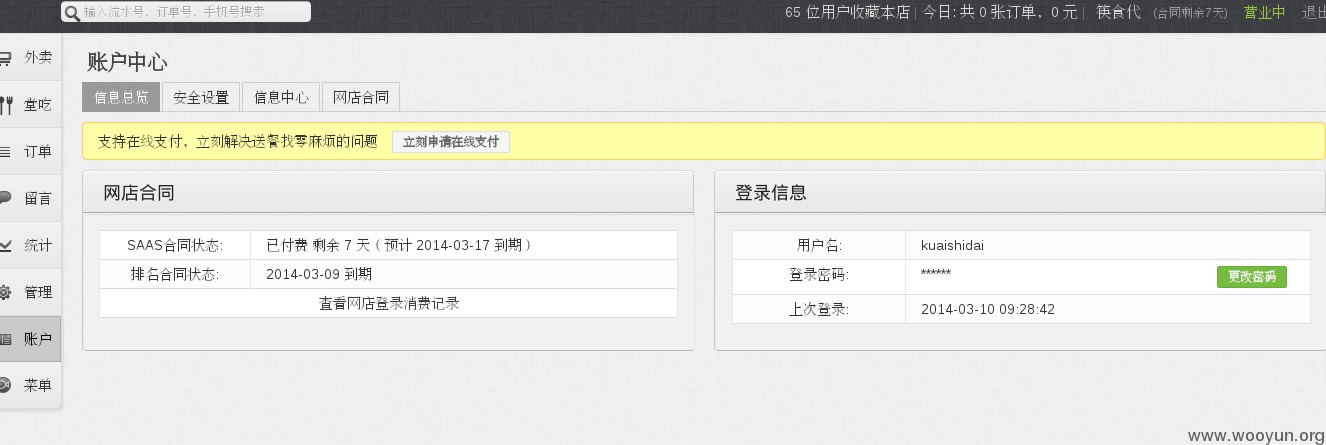 输入流水号、订单号、手机号搜索
65 位用户收藏本店 | 今日: 共 0 张订单，0 元 | 筷食代 (合同剩余7天) 营业中 退出
外卖
堂吃
订单
留言
统计
管理
账户
菜单
账户中心
信息总览 安全设置 信息中心 网店合同
支持在线支付，立刻解决送餐找零麻烦的问题 立刻申请在线支付
网店合同
SAAS合同状态: 已付费 剩余 7 天 ( 预计 2014-03-17 到期 )
排名合同状态: 2014-03-09 到期
查看网店登录消费记录
登录信息
用户名: kuaishidai
登录密码: ****** 更改密码
上次登录: 2014-03-10 09:28:42
www.wooyun.org